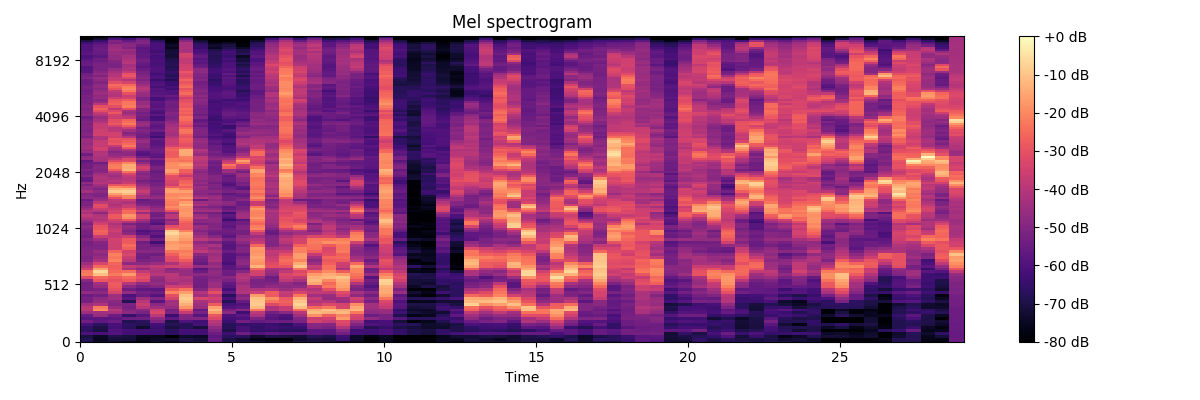 Mel spectrogram
8192
4096
2048
1024
512
0
Hz
0 5 10 15 20 25
Time
+0 dB
-10 dB
-20 dB
-30 dB
-40 dB
-50 dB
-60 dB
-70 dB
-80 dB